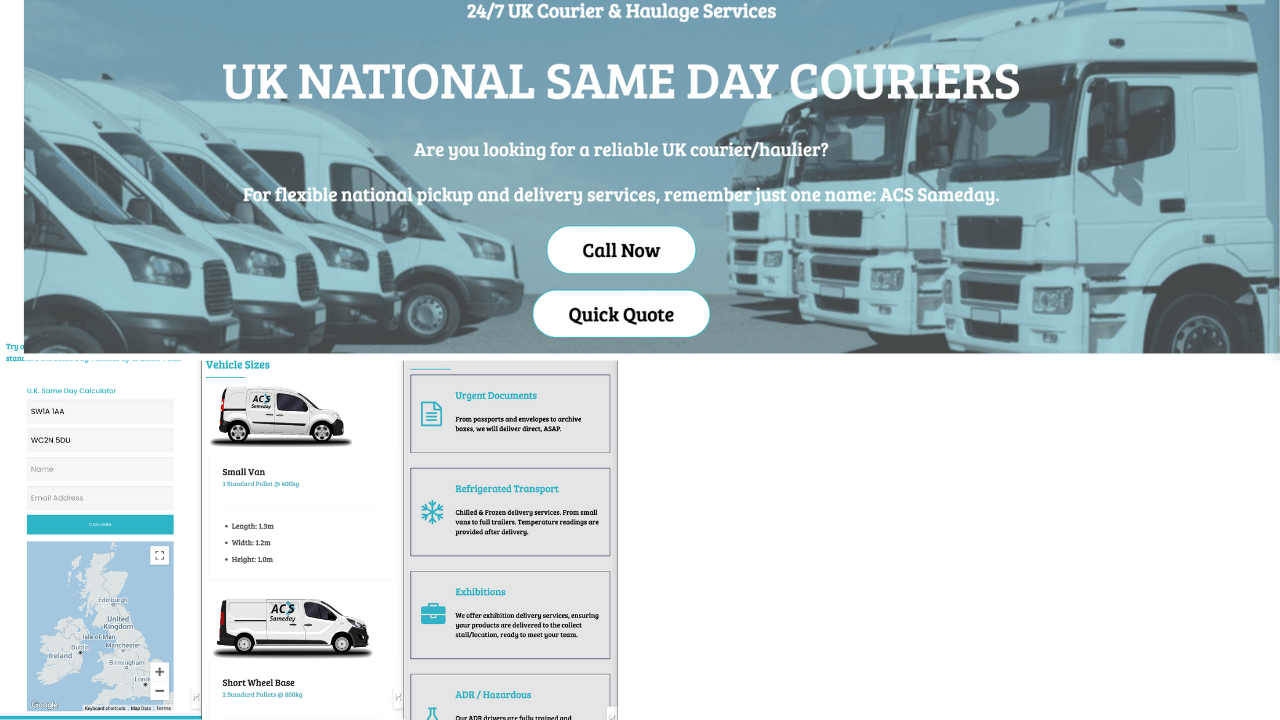 24/7 UK Courier & Haulage Services
UK NATIONAL SAME DAY COURIERS
Are you looking for a reliable UK courier/haulier?
For flexible national pickup and delivery services, remember just one name: ACS Sameday.
Call Now
Quick Quote
Try
U.K. Same Day Calculator
SW1A 1AA
WC2N 5DU
Name
Email Address
Calculate
Edinburgh
United
Kingdom
Isle of Man
Dublin
Manchester
Ireland
Birmingham
Google
Keyboard shortcuts
Map Data
Terms
Vehicle Sizes
ACS
Sameday
Small Van
1 Standard Pallet @ 400kg
Length: 1.3m
Width: 1.2m
Height: 1.0m
ACS
Sameday
Short Wheel Base
2 Standard Pallets @ 800kg
Urgent Documents
From passports and envelopes to archive
boxes, we will deliver direct, ASAP.
Refrigerated Transport
Chilled & Frozen delivery services. From small
vans to full trailers. Temperature readings are
provided after delivery.
Exhibitions
We offer exhibition delivery services, ensuring
your products are delivered to the collect
stall/location, ready to meet your team.
ADR / Hazardous
Our ADR drivers are fully trained and